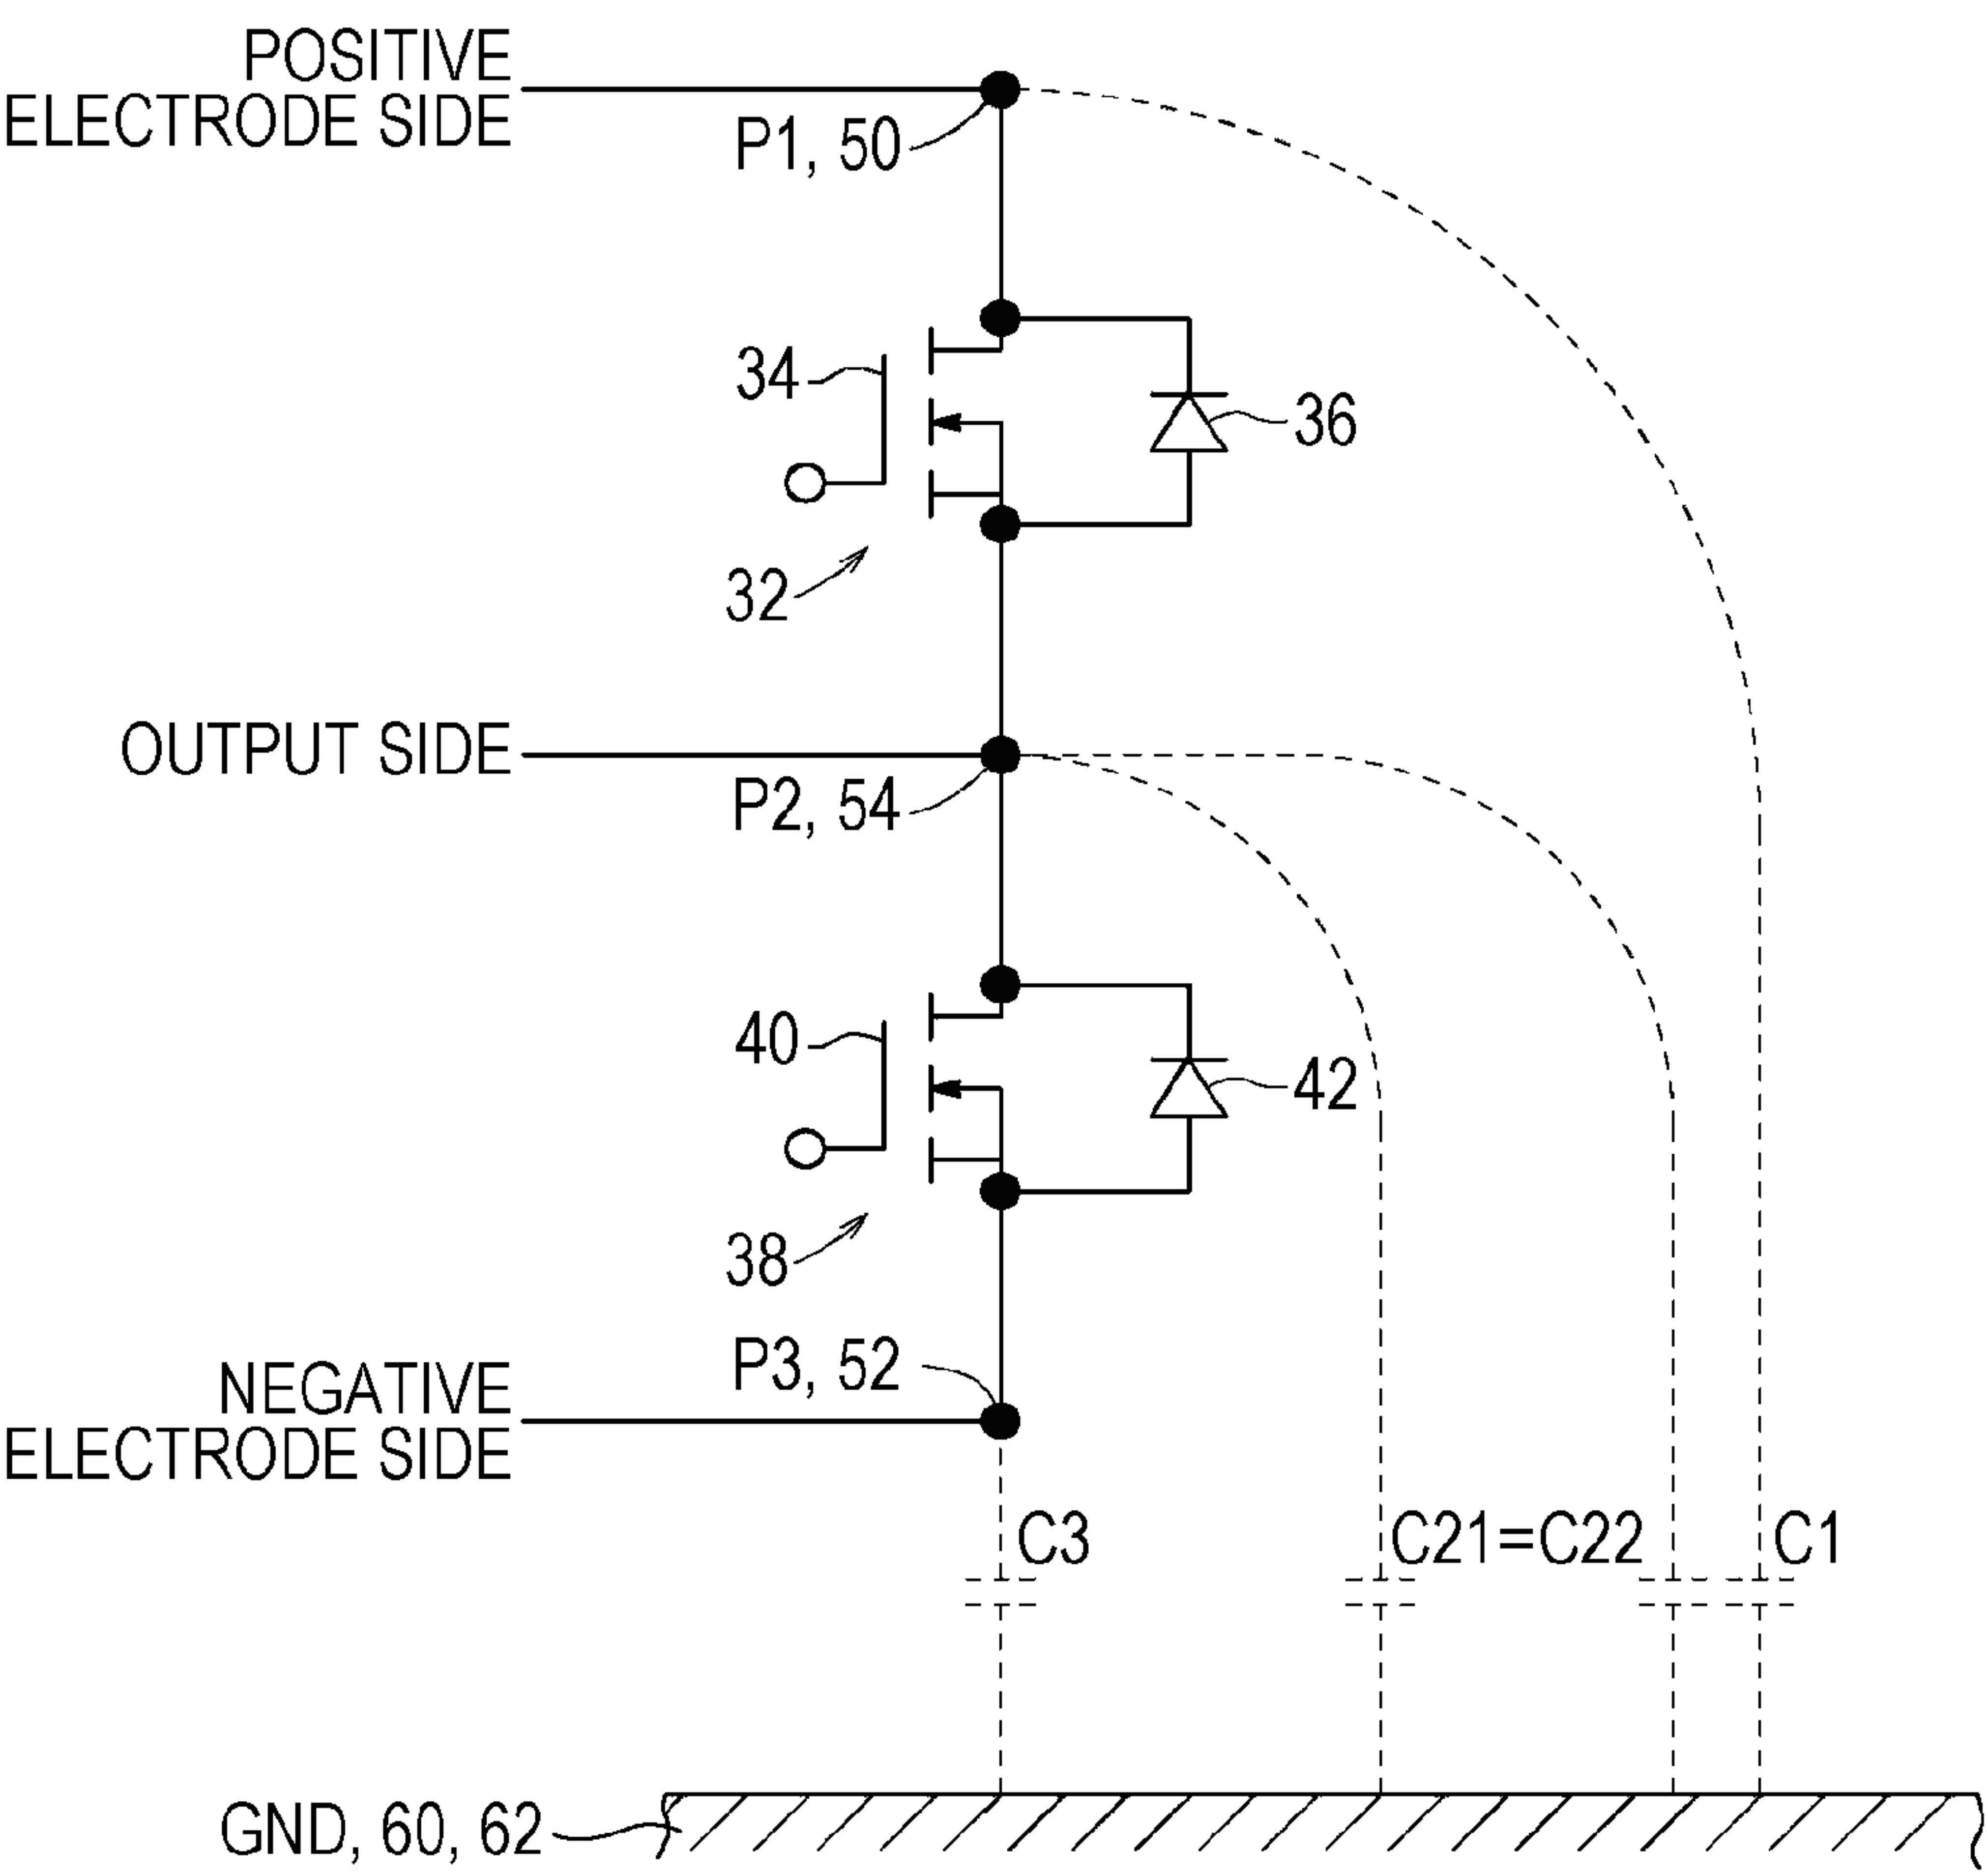 POSITIVE
ELECTRODE SIDE
P1, 50
34
36
32
OUTPUT SIDE
P2, 54
40
42
38
P3, 52
NEGATIVE
ELECTRODE SIDE
C3
C21=C22
C1
GND, 60, 62